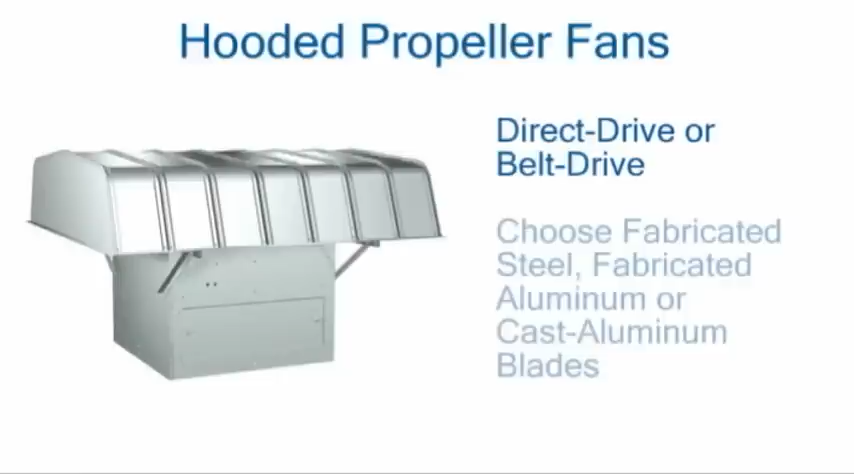 Hooded Propeller Fans
Direct-Drive or
Belt-Drive
Choose Fabricated
Steel, Fabricated
Aluminum or
Cast-Aluminum
Blades